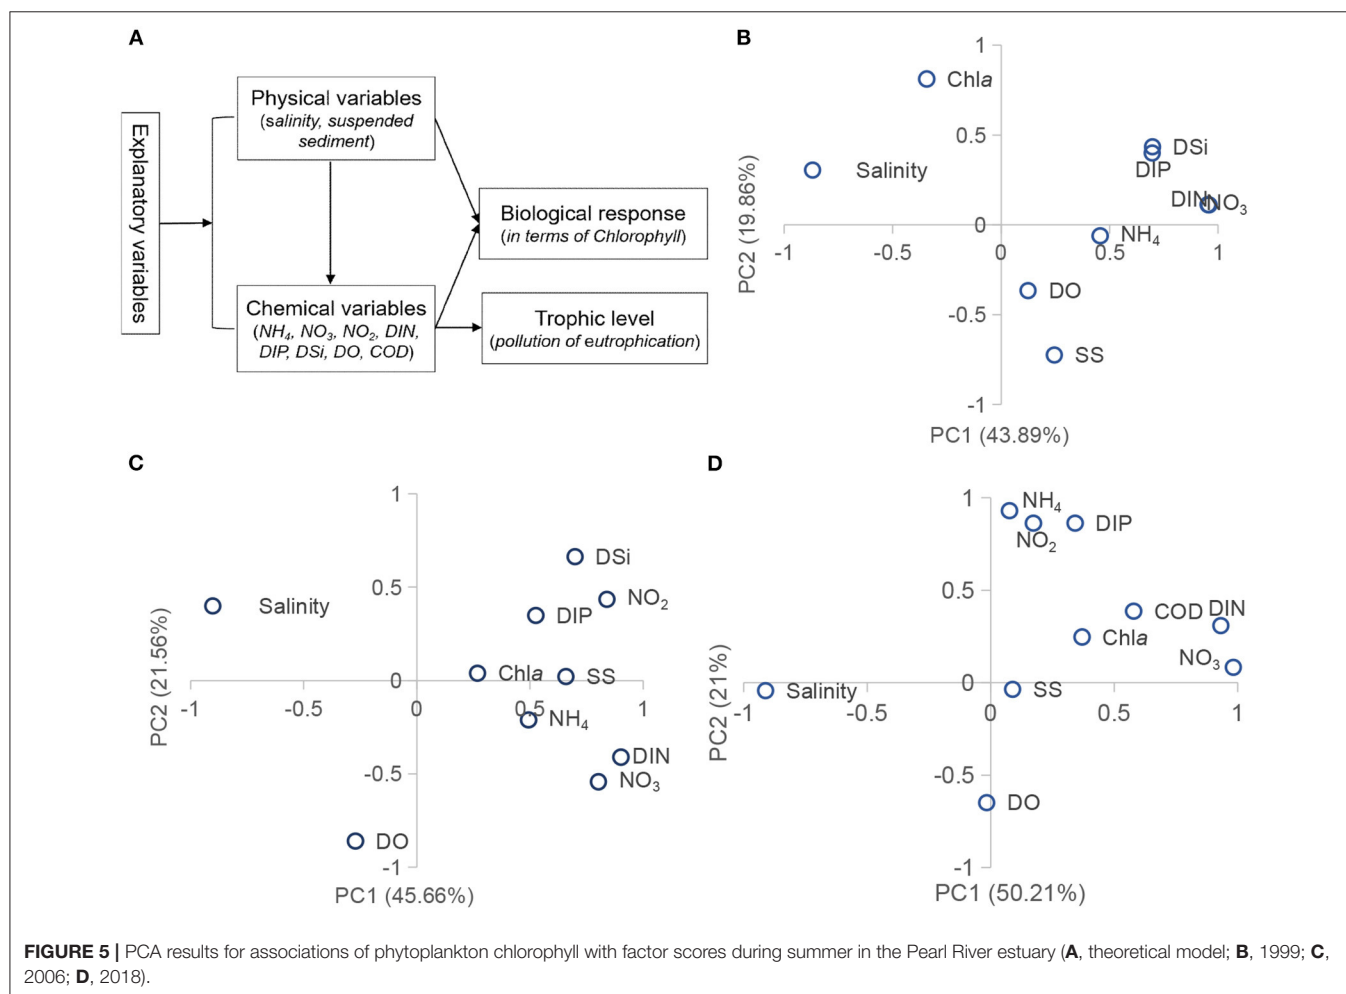 A
Explanatory variables
Physical variables
(salinity, suspended
sediment)
Chemical variables
(NH4, NO3, NO2, DIN,
DIP, DSi, DO, COD)
Biological response
(in terms of Chlorophyll)
Trophic level
(pollution of eutrophication)
B
PC2 (19.86%)
1
Chla
0.5
DSi
DIP
Salinity
DIN
NO3
0
NH4
-1
-0.5
0
0.5
1
DO
-0.5
SS
-1
PC1 (43.89%)
C
PC2 (21.56%)
1
DSi
0.5
NO2
Salinity
DIP
Chla
SS
0
-1
-0.5
0
0.5
1
NH4
DIN
NO3
-0.5
DO
-1
PC1 (45.66%)
D
PC2 (21%)
1
NH4
NO2
DIP
0.5
COD
DIN
Chla
NO3
Salinity
0
SS
-1
-0.5
0
0.5
1
-0.5
DO
-1
PC1 (50.21%)
FIGURE 5 | PCA results for associations of phytoplankton chlorophyll with factor scores during summer in the Pearl River estuary (A, theoretical model; B, 1999; C,
2006; D, 2018).